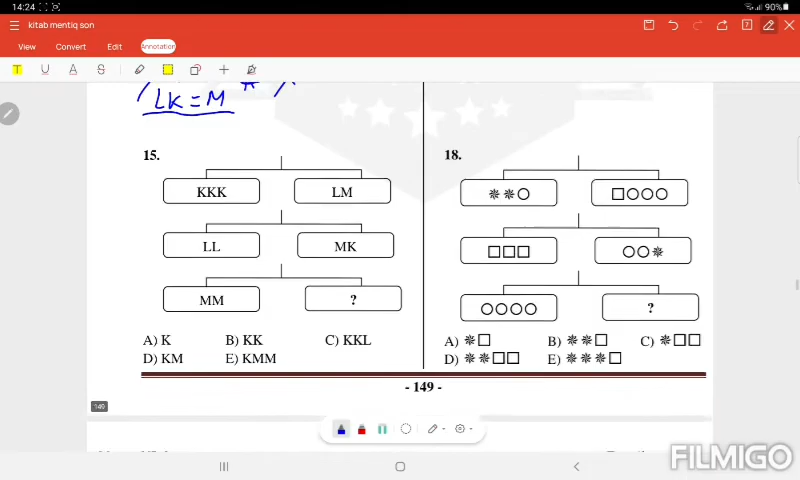 14:24
90%
kitab mentiq son
7
View Convert Edit Annotation
T U A S
LK = M
15.
KKK LM
LL MK
MM ?
A) K B) KK C) KKL
D) KM E) KMM
18.
?
A) B) C)
D) E)
- 149 -
149
FILMIGO